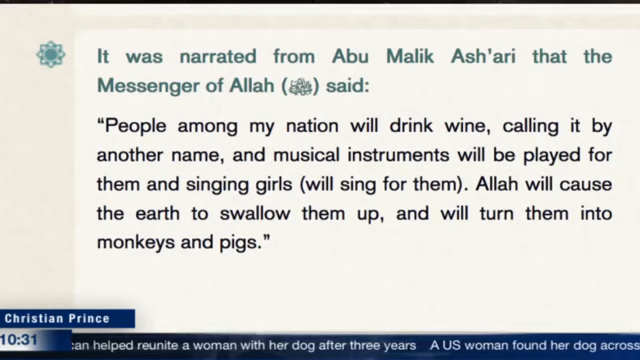 It was narrated from Abu Malik Ash'ari that the
Messenger of Allah (ﷺ) said:
“People among my nation will drink wine, calling it by
another name, and musical instruments will be played for
them and singing girls (will sing for them). Allah will cause
the earth to swallow them up, and will turn them into
monkeys and pigs.”
Christian Prince
10:31
can helped reunite a woman with her dog after three years A US woman found her dog across